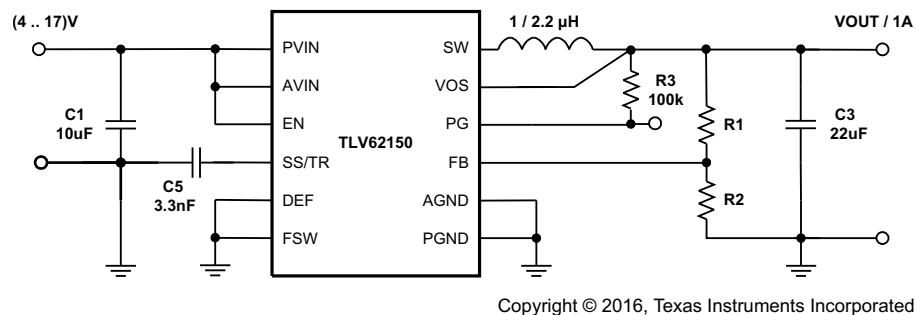 (4 .. 17)V
1 / 2.2 µH
VOUT / 1A
PVIN
SW
AVIN
VOS
R3
100k
C1
10uF
EN
PG
R1
C3
22uF
TLV62150
SS/TR
FB
C5
3.3nF
DEF
AGND
R2
FSW
PGND
Copyright © 2016, Texas Instruments Incorporated